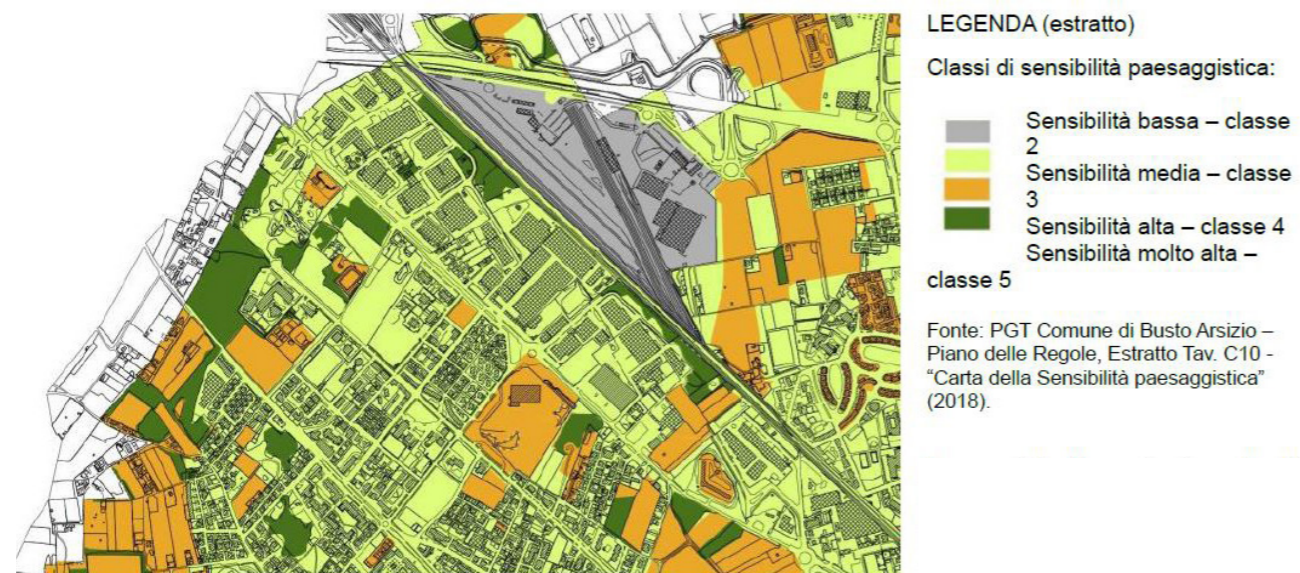 LEGENDA (estratto)
Classi di sensibilità paesaggistica:
Sensibilità bassa – classe
2
Sensibilità media – classe
3
Sensibilità alta – classe 4
Sensibilità molto alta –
classe 5
Fonte: PGT Comune di Busto Arsizio –
Piano delle Regole, Estratto Tav. C10 -
“Carta della Sensibilità paesaggistica”
(2018).